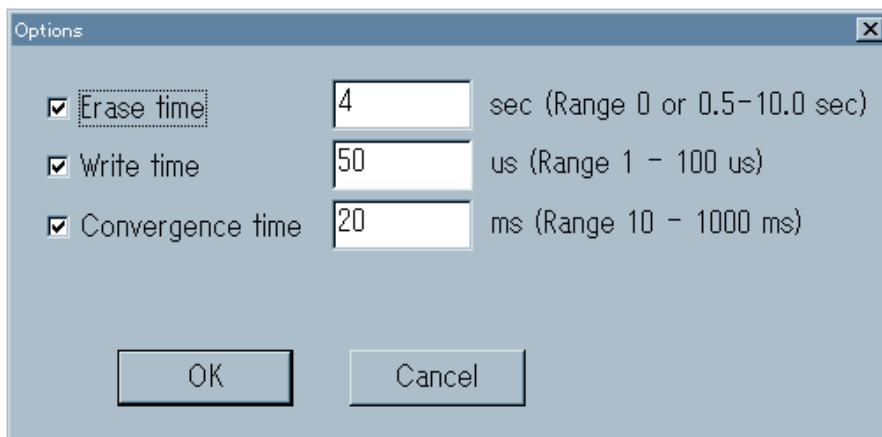 Options
Erase time 4 sec (Range 0 or 0.5-10.0 sec)
Write time 50 us (Range 1 - 100 us)
Convergence time 20 ms (Range 10 - 1000 ms)
OK Cancel